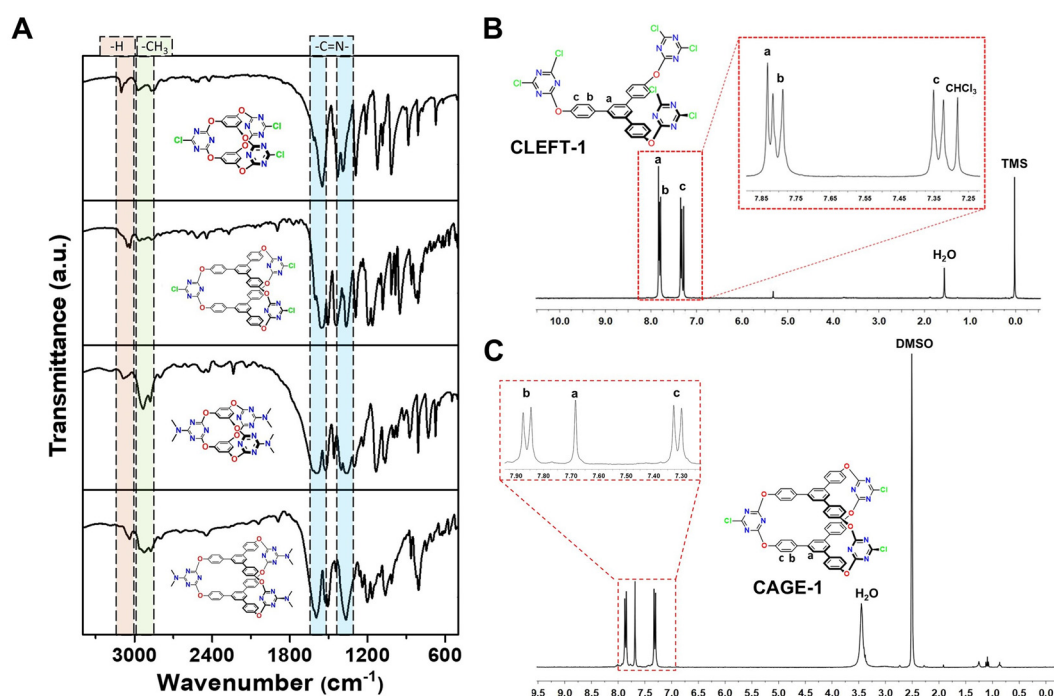 A
-H
-CH3
-C=N-
Transmittance (a.u.)
Cl
O
N
3000
2400
1800
1200
600
Wavenumber (cm-1)
B
CLEFT-1
Cl
N
O
c
b
a
a
b
c
CHCl3
7.85
7.75
7.65
7.55
7.45
7.35
7.25
a
b
c
H2O
TMS
10.0
9.0
8.0
7.0
6.0
5.0
4.0
3.0
2.0
1.0
0.0
C
b
a
c
7.90
7.80
7.70
7.60
7.50
7.40
7.30
DMSO
CAGE-1
Cl
N
O
c
b
a
H2O
9.5
9.0
8.5
8.0
7.5
7.0
6.5
6.0
5.5
5.0
4.5
4.0
3.5
3.0
2.5
2.0
1.5
1.0
0.5